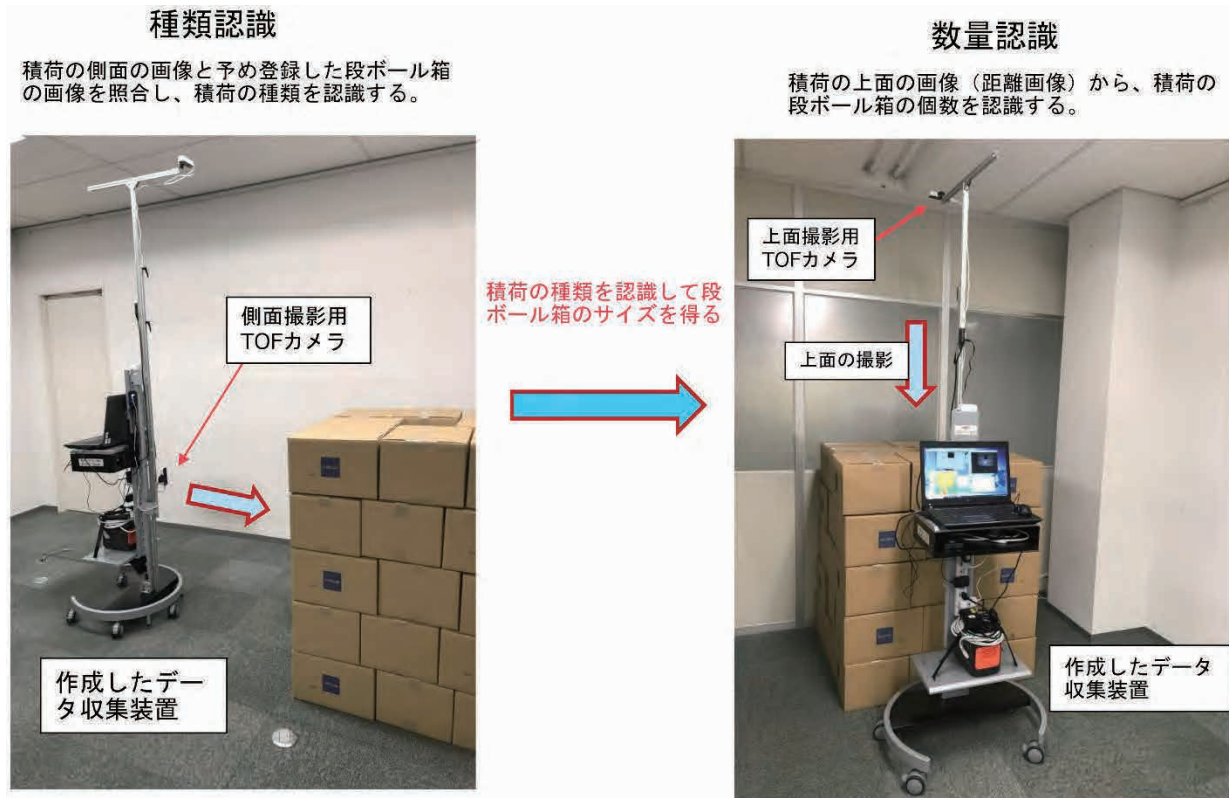 種類認識
積荷の側面の画像と予め登録した段ボール箱
の画像を照合し、積荷の種類を認識する。
側面撮影用
TOFカメラ
作成したデー
タ収集装置
積荷の種類を認識して段
ボール箱のサイズを得る
数量認識
積荷の上面の画像（距離画像）から、積荷の
段ボール箱の個数を認識する。
上面撮影用
TOFカメラ
上面の撮影
作成したデータ
収集装置